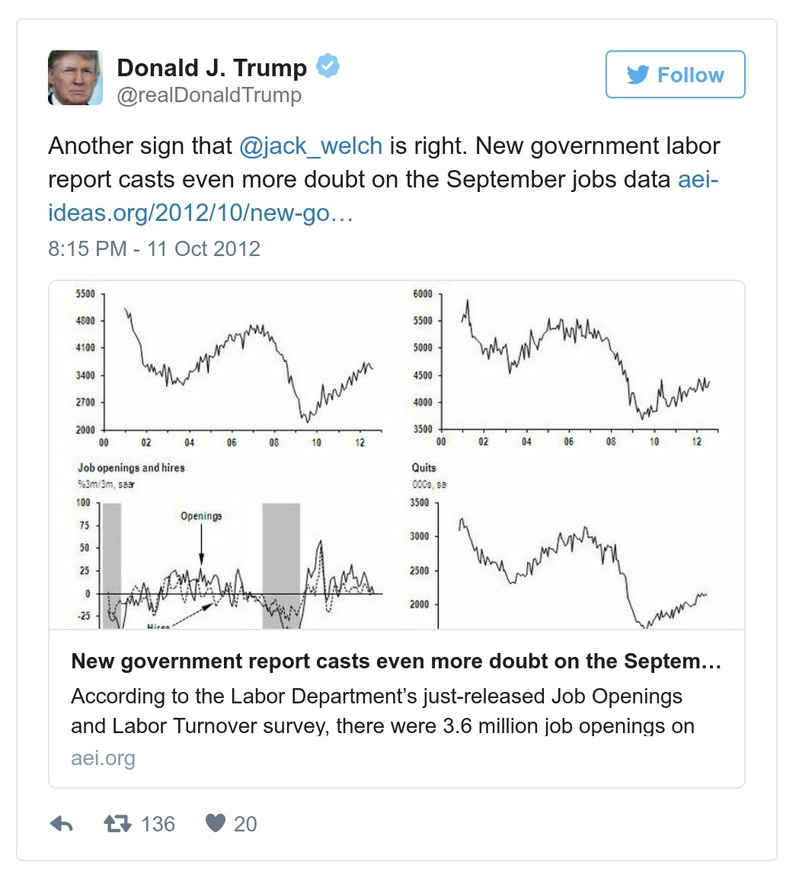 Donald J. Trump
@realDonaldTrump
Follow
Another sign that @jack_welch is right. New government labor
report casts even more doubt on the September jobs data aei-
ideas.org/2012/10/new-go…
8:15 PM - 11 Oct 2012
5500
4800
4100
3400
2700
2000
00 02 04 06 08 10 12
6000
5500
5000
4500
4000
3500
00 02 04 06 08 10 12
Job openings and hires
%3m/3m, saar
100
75
50
25
0
-25
Openings
Hires
Quits
000s, sa
3500
3000
2500
2000
New government report casts even more doubt on the Septem…
According to the Labor Department’s just-released Job Openings
and Labor Turnover survey, there were 3.6 million job openings on
aei.org
136
20